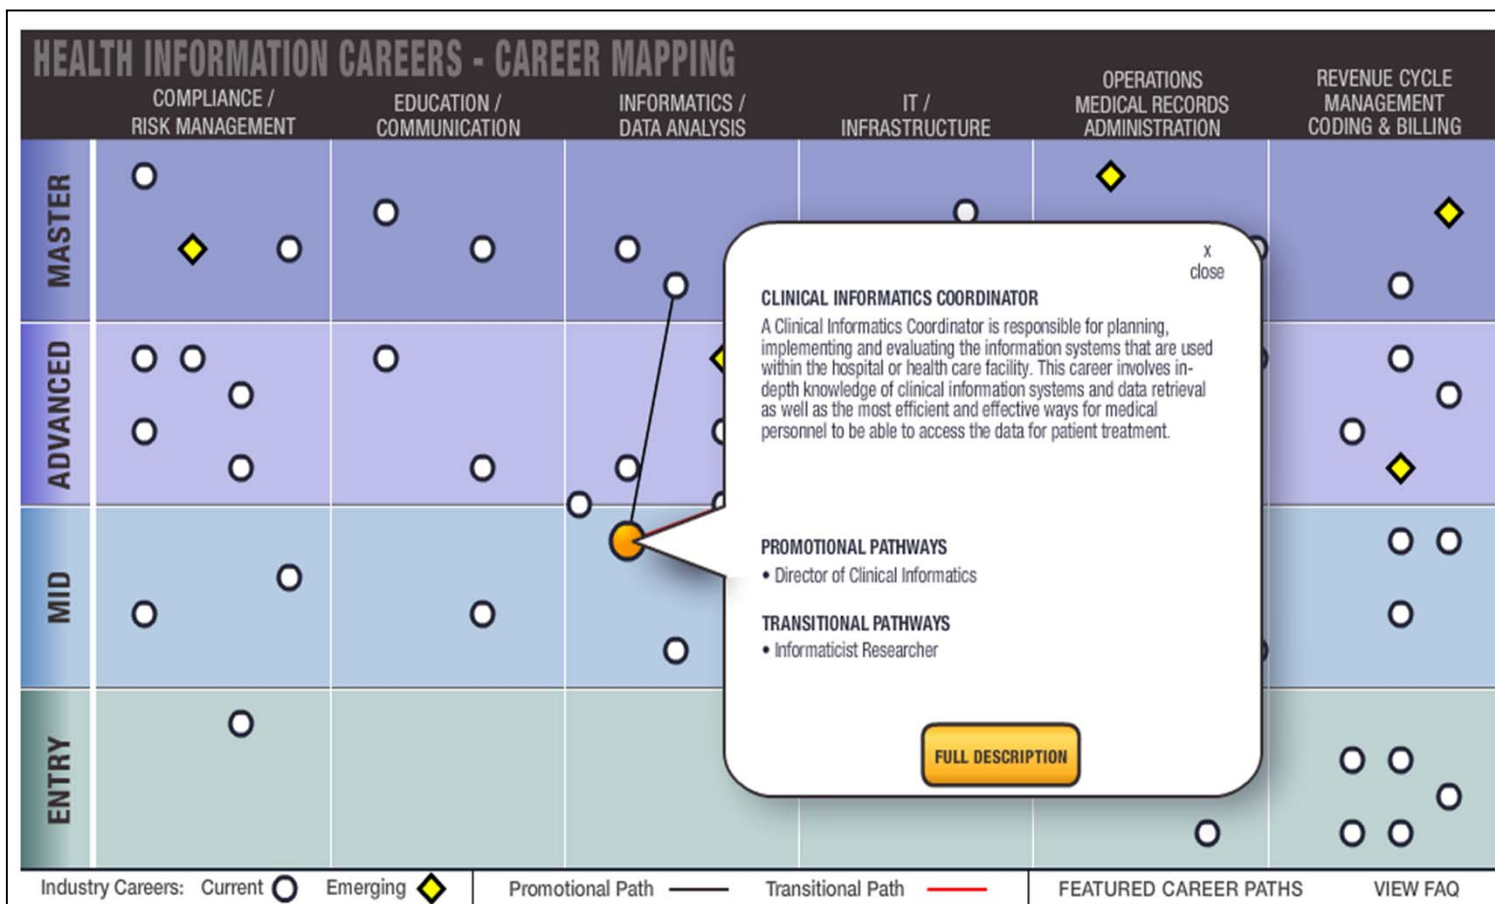 HEALTH INFORMATION CAREERS - CAREER MAPPING
COMPLIANCE /
RISK MANAGEMENT
EDUCATION /
COMMUNICATION
INFORMATICS /
DATA ANALYSIS
IT /
INFRASTRUCTURE
OPERATIONS
MEDICAL RECORDS
ADMINISTRATION
REVENUE CYCLE
MANAGEMENT
CODING & BILLING
MASTER
ADVANCED
MID
ENTRY
x
close
CLINICAL INFORMATICS COORDINATOR
A Clinical Informatics Coordinator is responsible for planning,
implementing and evaluating the information systems that are used
within the hospital or health care facility. This career involves in-
depth knowledge of clinical information systems and data retrieval
as well as the most efficient and effective ways for medical
personnel to be able to access the data for patient treatment.
PROMOTIONAL PATHWAYS
• Director of Clinical Informatics
TRANSITIONAL PATHWAYS
• Informaticist Researcher
FULL DESCRIPTION
Industry Careers: Current Emerging Promotional Path Transitional Path FEATURED CAREER PATHS VIEW FAQ